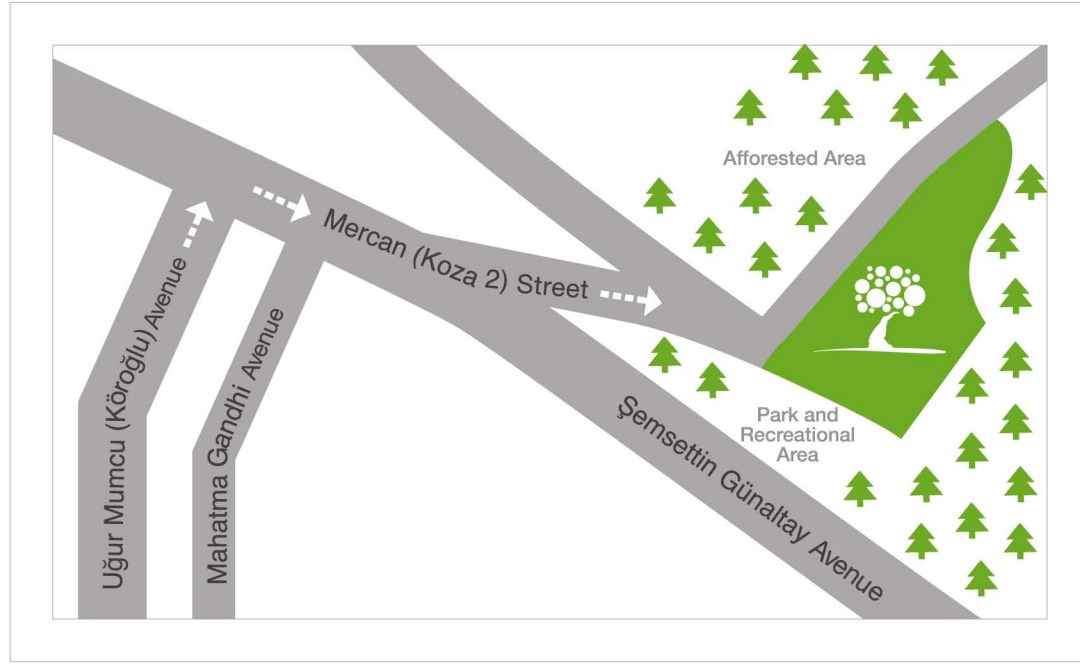 Afforested Area
Mercan (Koza 2) Street
Uğur Mumcu (Köroğlu) Avenue
Mahatma Gandhi Avenue
Şemsettin Günaltay Avenue
Park and
Recreational
Area